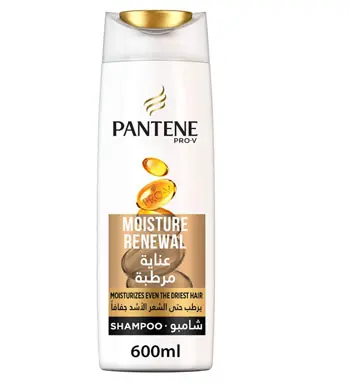 PANTENE
PRO-V
PRO-V
MOISTURE
RENEWAL
عناية
مرطبة
MOISTURIZES EVEN THE DRIEST HAIR
يرطب حتى الشعر الأشد جفافاً
SHAMPOO • شامبو
600ml